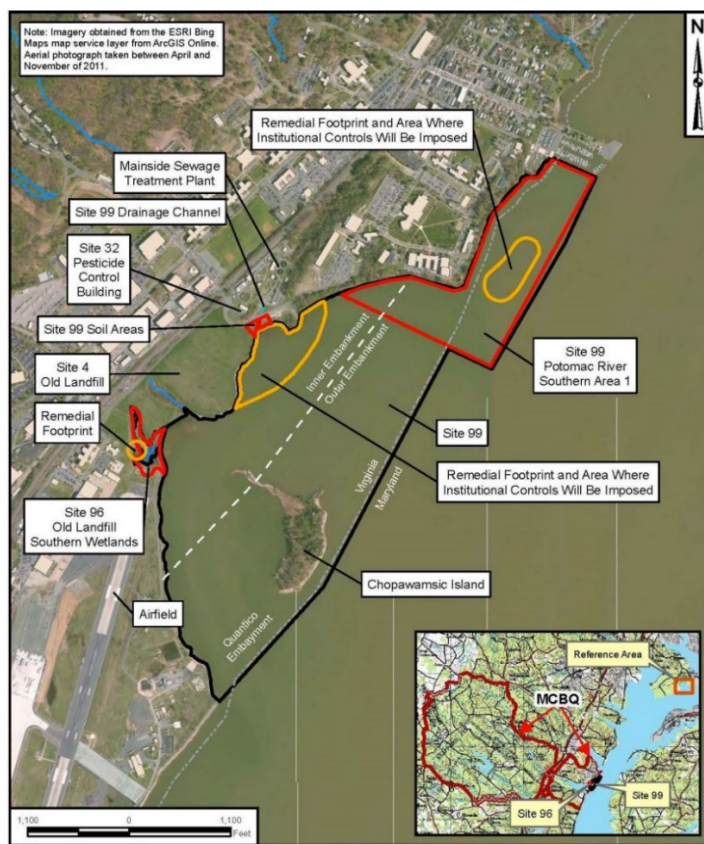 Note: Imagery obtained from the ESRI Bing
Maps map service layer from ArcGIS Online.
Aerial photograph taken between April and
November of 2011.
N
Remedial Footprint and Area Where
Institutional Controls Will Be Imposed
Mainside Sewage
Treatment Plant
Site 99 Drainage Channel
Site 32
Pesticide
Control
Building
Site 99 Soil Areas
Site 4
Old Landfill
Remedial
Footprint
Inner Embankment
Outer Embankment
Site 99
Potomac River
Southern Area 1
Site 99
Virginia
Maryland
Remedial Footprint and Area Where
Institutional Controls Will Be Imposed
Site 96
Old Landfill
Southern Wetlands
Chopawamsic Island
Airfield
Quantico
Embayment
Reference Area
MCBQ
Site 99
Site 96
1,100
0
1,100
Feet